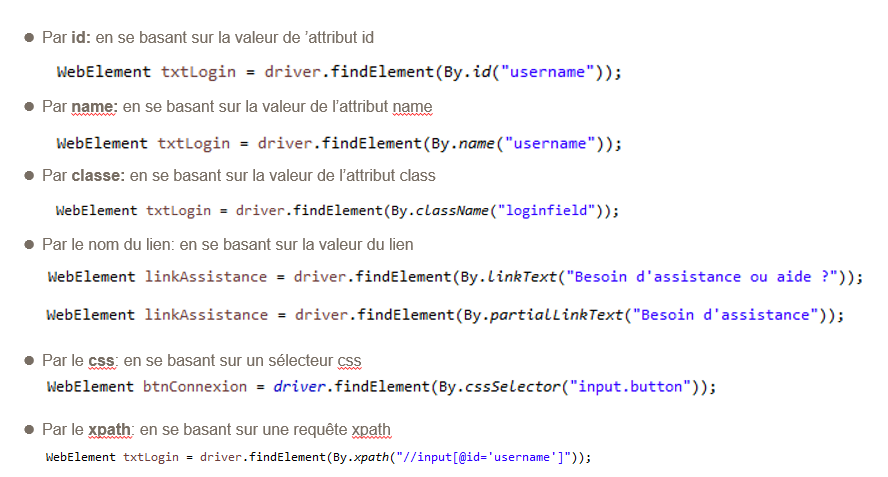 Par id: en se basant sur la valeur de ’attribut id
WebElement txtLogin = driver.findElement(By.id("username"));
Par name: en se basant sur la valeur de l’attribut name
WebElement txtLogin = driver.findElement(By.name("username"));
Par classe: en se basant sur la valeur de l’attribut class
WebElement txtLogin = driver.findElement(By.className("loginfield"));
Par le nom du lien: en se basant sur la valeur du lien
WebElement linkAssistance = driver.findElement(By.linkText("Besoin d'assistance ou aide ?"));
WebElement linkAssistance = driver.findElement(By.partialLinkText("Besoin d'assistance"));
Par le css: en se basant sur un sélecteur css
WebElement btnConnexion = driver.findElement(By.cssSelector("input.button"));
Par le xpath: en se basant sur une requête xpath
WebElement txtLogin = driver.findElement(By.xpath("//input[@id='username']"));